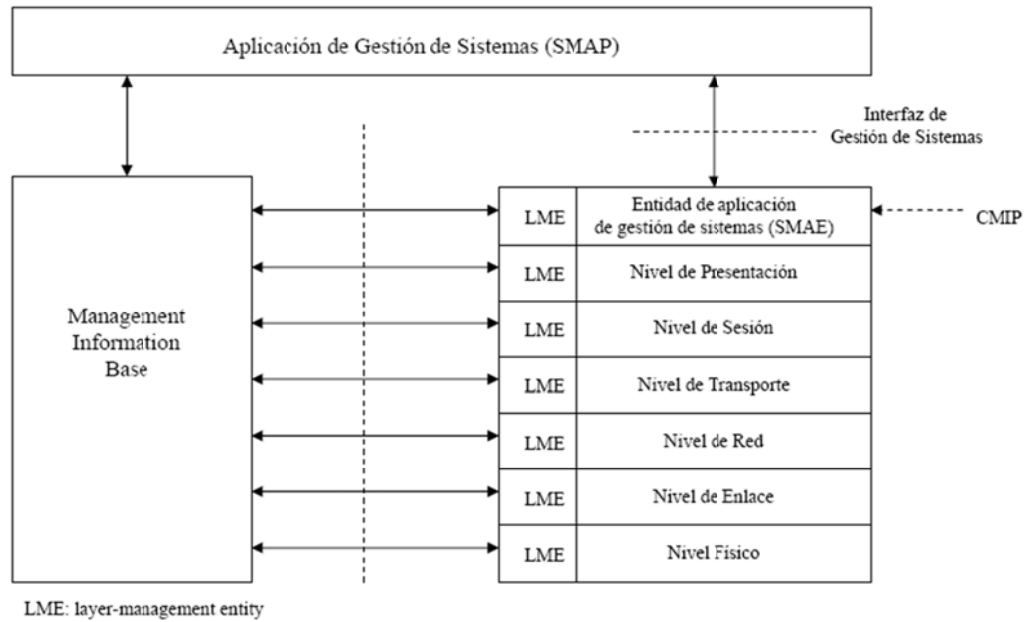 Aplicación de Gestión de Sistemas (SMAP)
Interfaz de
Gestión de Sistemas
LME
Entidad de aplicación
de gestión de sistemas (SMAE)
CMIP
LME
Nivel de Presentación
Management
Information
Base
LME
Nivel de Sesión
LME
Nivel de Transporte
LME
Nivel de Red
LME
Nivel de Enlace
LME
Nivel Físico
LME: layer-management entity